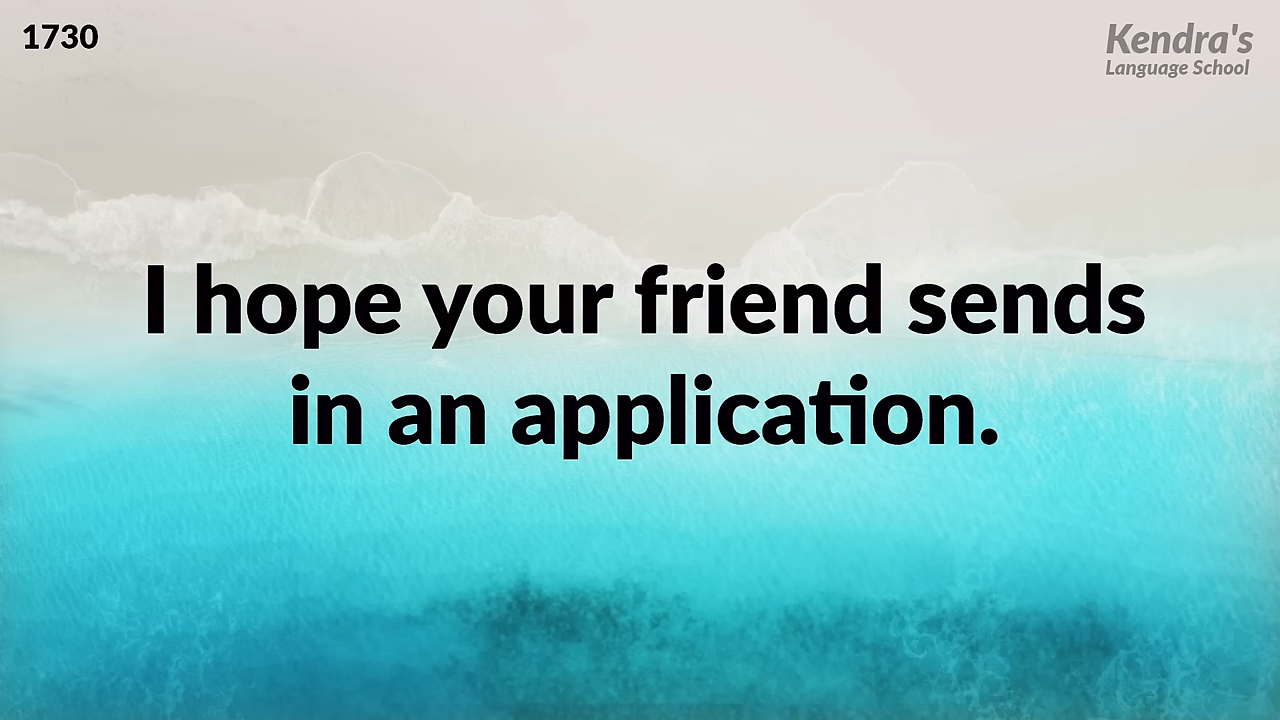 1730
Kendra's
Language School
I hope your friend sends
in an application.